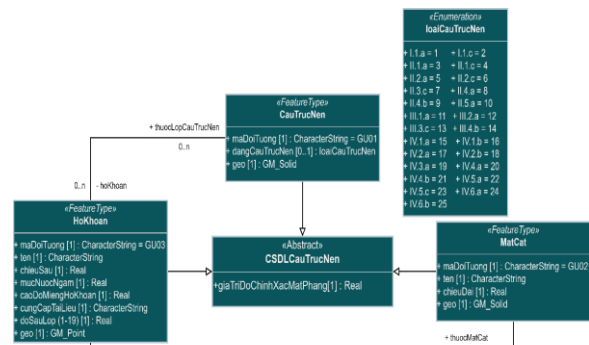 «Enumeration»
loaiCauTrucNen
+ I.1.a = 1 + I.1.c = 2
+ II.1.a = 3 + II.1.c = 4
+ II.2.a = 5 + II.2.c = 6
+ II.3.c = 7 + II.4.a = 8
+ II.4.b = 9 + II.5.a = 10
+ III.1.a = 11 + III.2.a = 12
+ III.3.c = 13 + III.4.b = 14
+ IV.1.a = 15 + IV.1.b = 16
+ IV.2.a = 17 + IV.2.b = 18
+ IV.3.a = 19 + IV.4.a = 20
+ IV.4.b = 21 + IV.5.a = 22
+ IV.5.c = 23 + IV.6.a = 24
+ IV.6.b = 25
«FeatureType»
CauTrucNen
+ maDoiTuong [1] : CharacterString = GU01
+ dangCauTrucNen [0..1] : loaiCauTrucNen
+ geo [1] : GM_Solid
+ thuocLopCauTrucNen
0..n
0..n
- hoKhoan
«FeatureType»
HoKhoan
+ maDoiTuong [1] : CharacterString = GU03
+ ten [1] : CharacterString
+ chieuSau [1] : Real
+ mucNuocNgam [1] : Real
+ caoDoMiengHoKhoan [1] : Real
+ cungCapTaiLieu [1] : CharacterString
+ doSauLop (1-19) [1] : Real
+ geo [1] : GM_Point
«Abstract»
CSDLCauTrucNen
+giaTriDoChinhXacMatPhang[1] : Real
«FeatureType»
MatCat
+ maDoiTuong [1] : CharacterString = GU02
+ ten [1] : CharacterString
+ chieuDai [1] : Real
+ geo [1] : GM_Solid
+ thuocMatCat